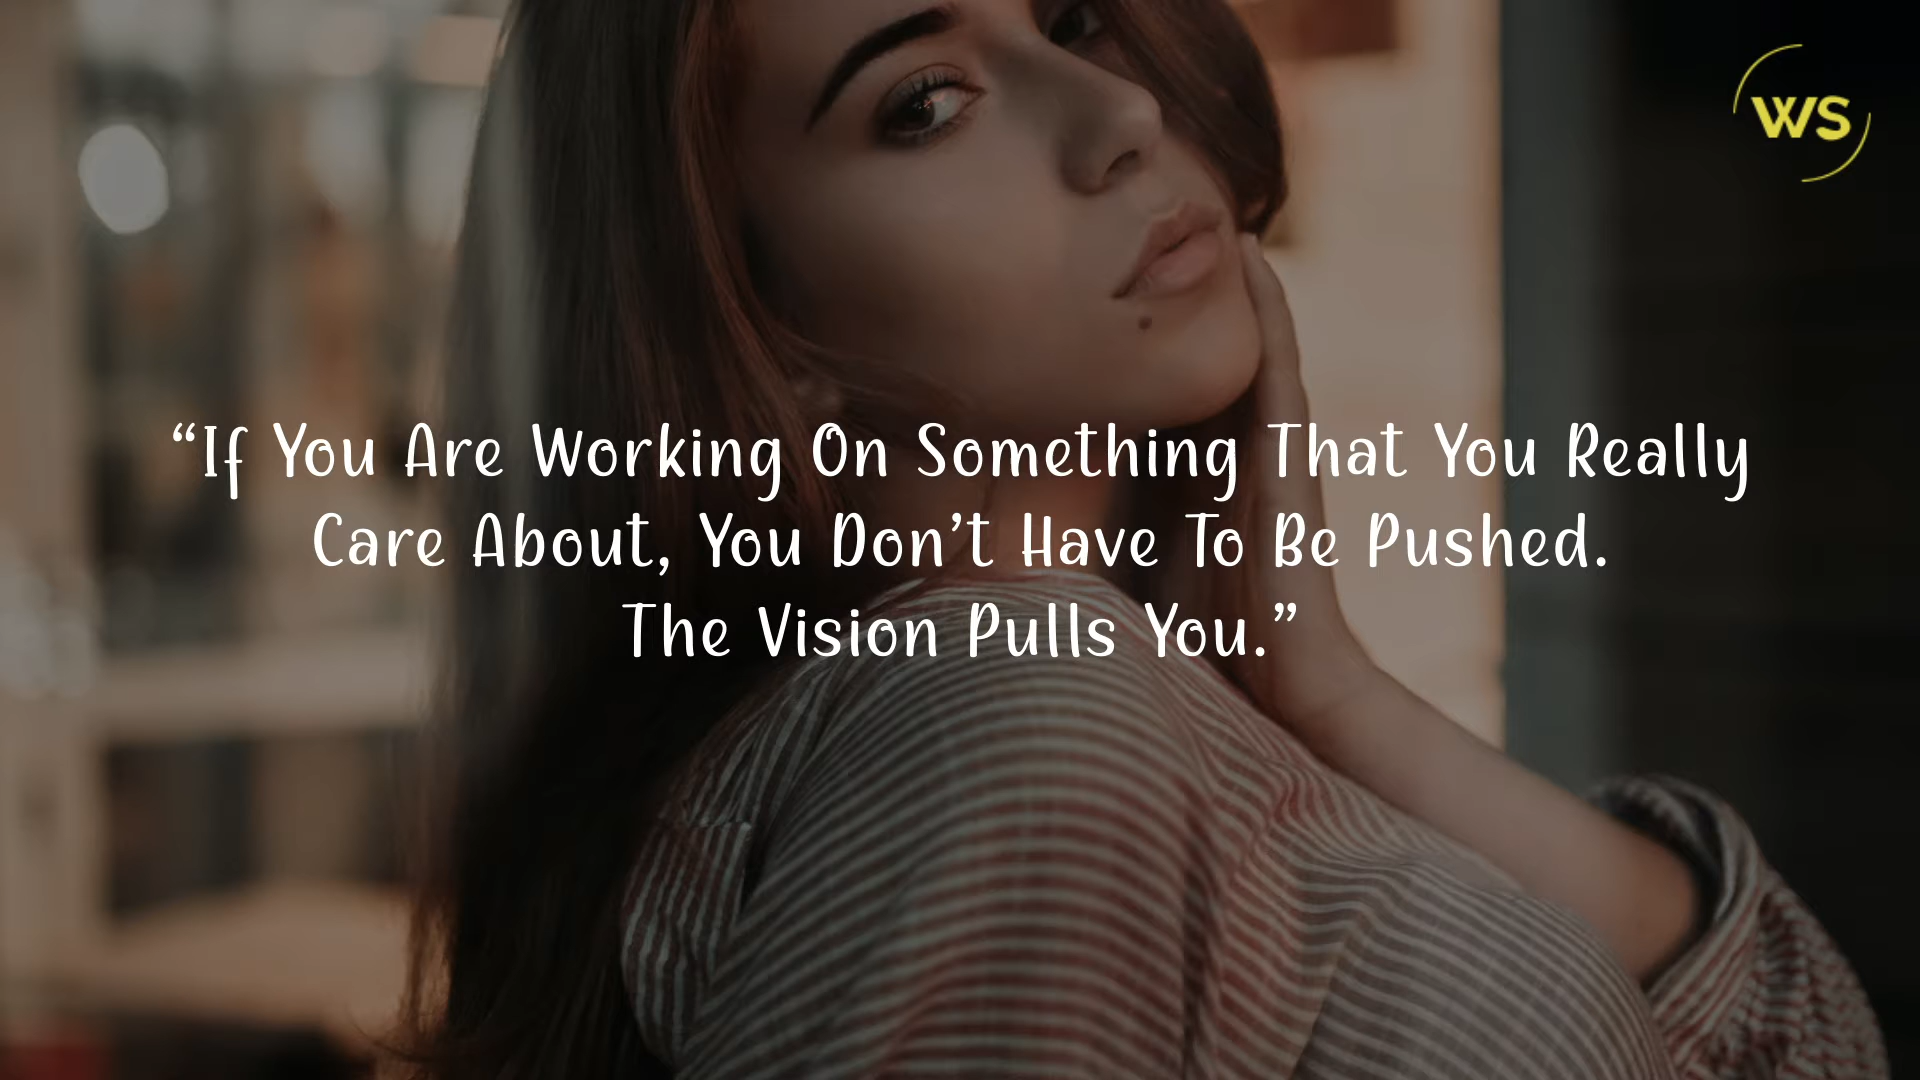 WS
“If You Are Working On Something That You Really
Care About, You Don’t Have To Be Pushed.
The Vision Pulls You.”